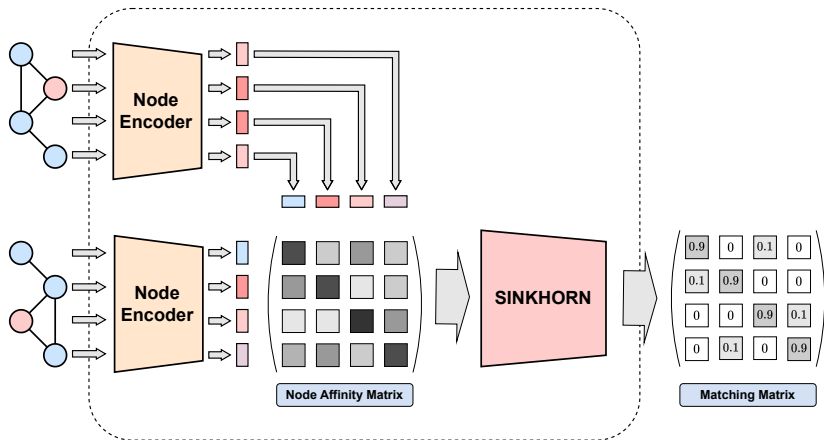 Node
Encoder
Node
Encoder
SINKHORN
0.9 0 0.1 0
0.1 0.9 0 0
0 0 0.9 0.1
0 0.1 0 0.9
Node Affinity Matrix
Matching Matrix